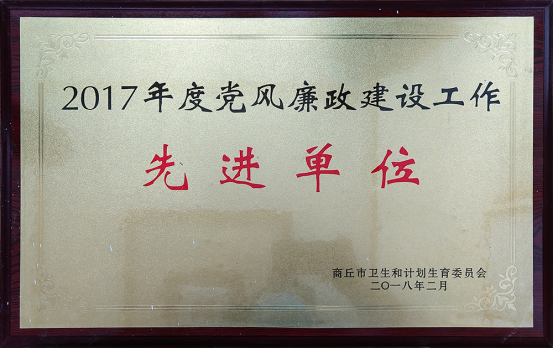 2017年度党风廉政建设工作
先进单位
商丘市卫生和计划生育委员会
二〇一八年二月